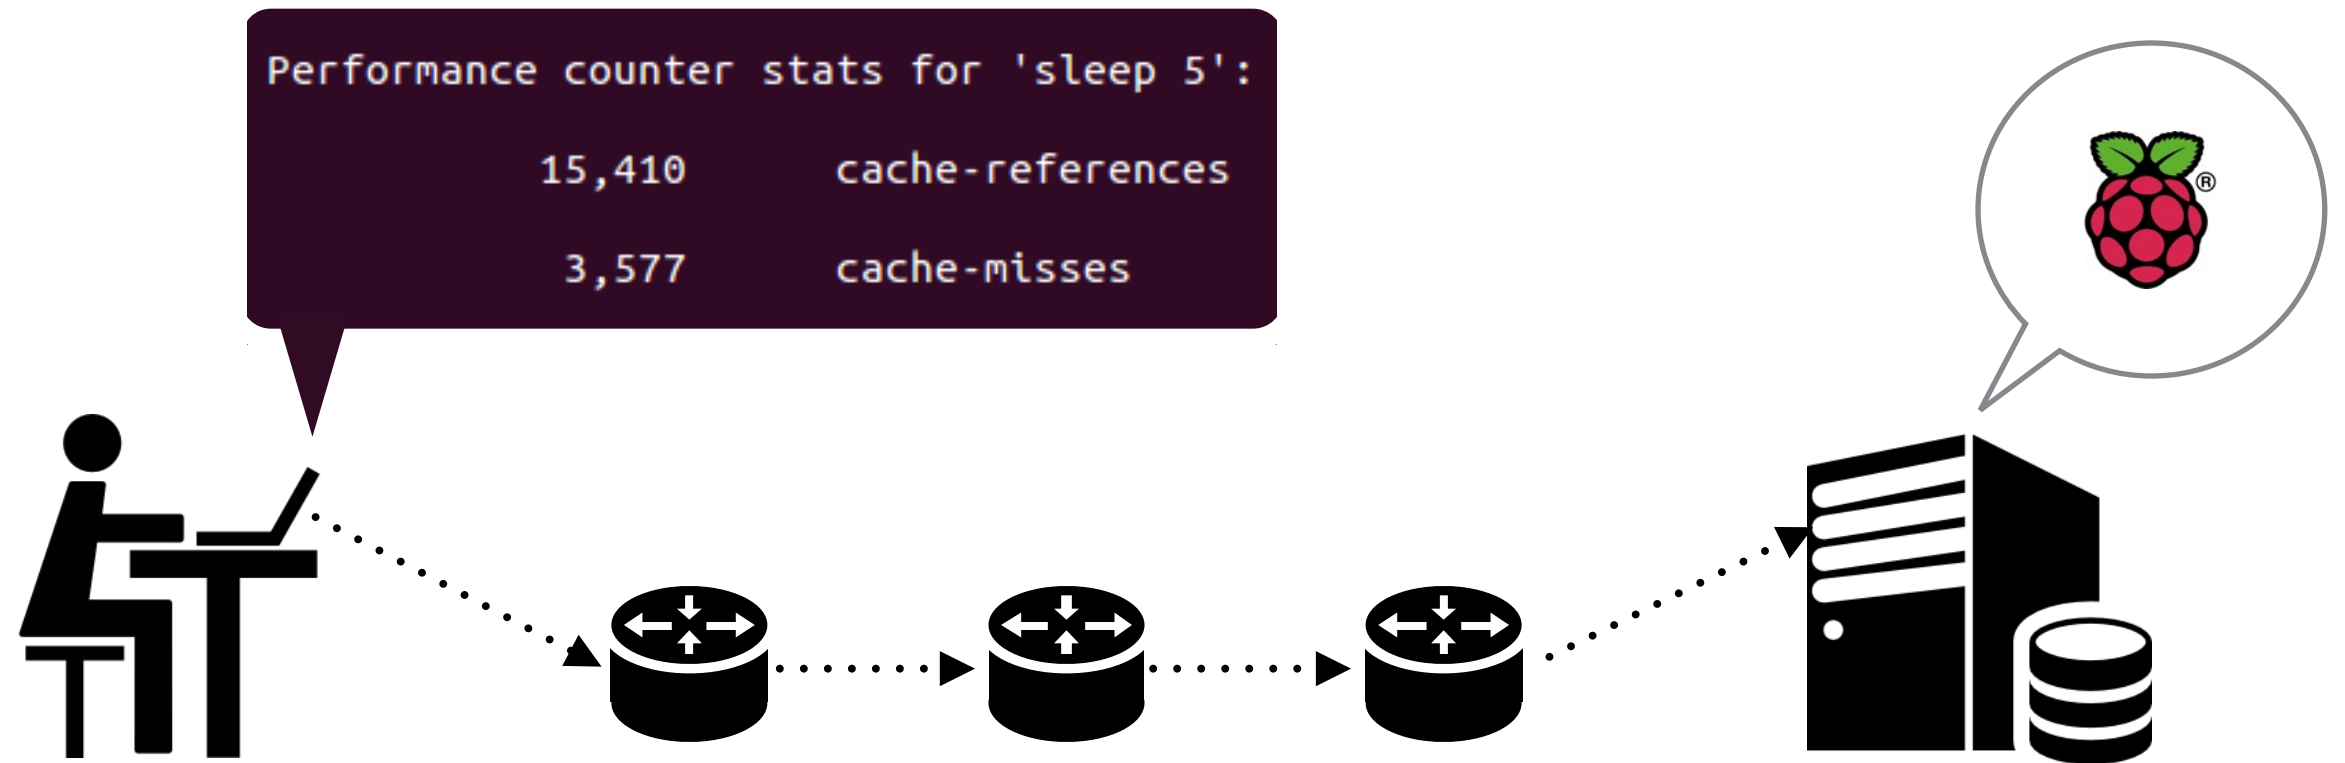 Performance counter stats for 'sleep 5':
15,410 cache-references
3,577 cache-misses
®